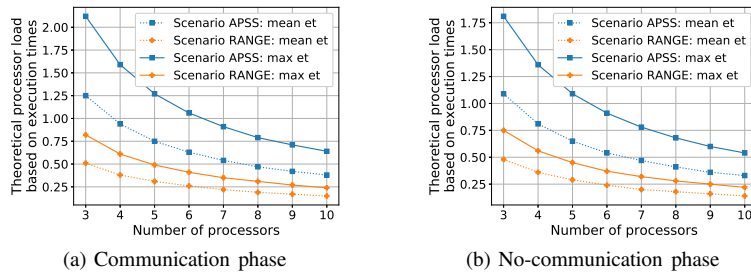 Theoretical processor load
based on execution times
2.00
1.75
1.50
1.25
1.00
0.75
0.50
0.25
Scenario APSS: mean et
Scenario RANGE: mean et
Scenario APSS: max et
Scenario RANGE: max et
3 4 5 6 7 8 9 10
Number of processors
(a) Communication phase
Theoretical processor load
based on execution times
1.75
1.50
1.25
1.00
0.75
0.50
0.25
Scenario APSS: mean et
Scenario RANGE: mean et
Scenario APSS: max et
Scenario RANGE: max et
3 4 5 6 7 8 9 10
Number of processors
(b) No-communication phase